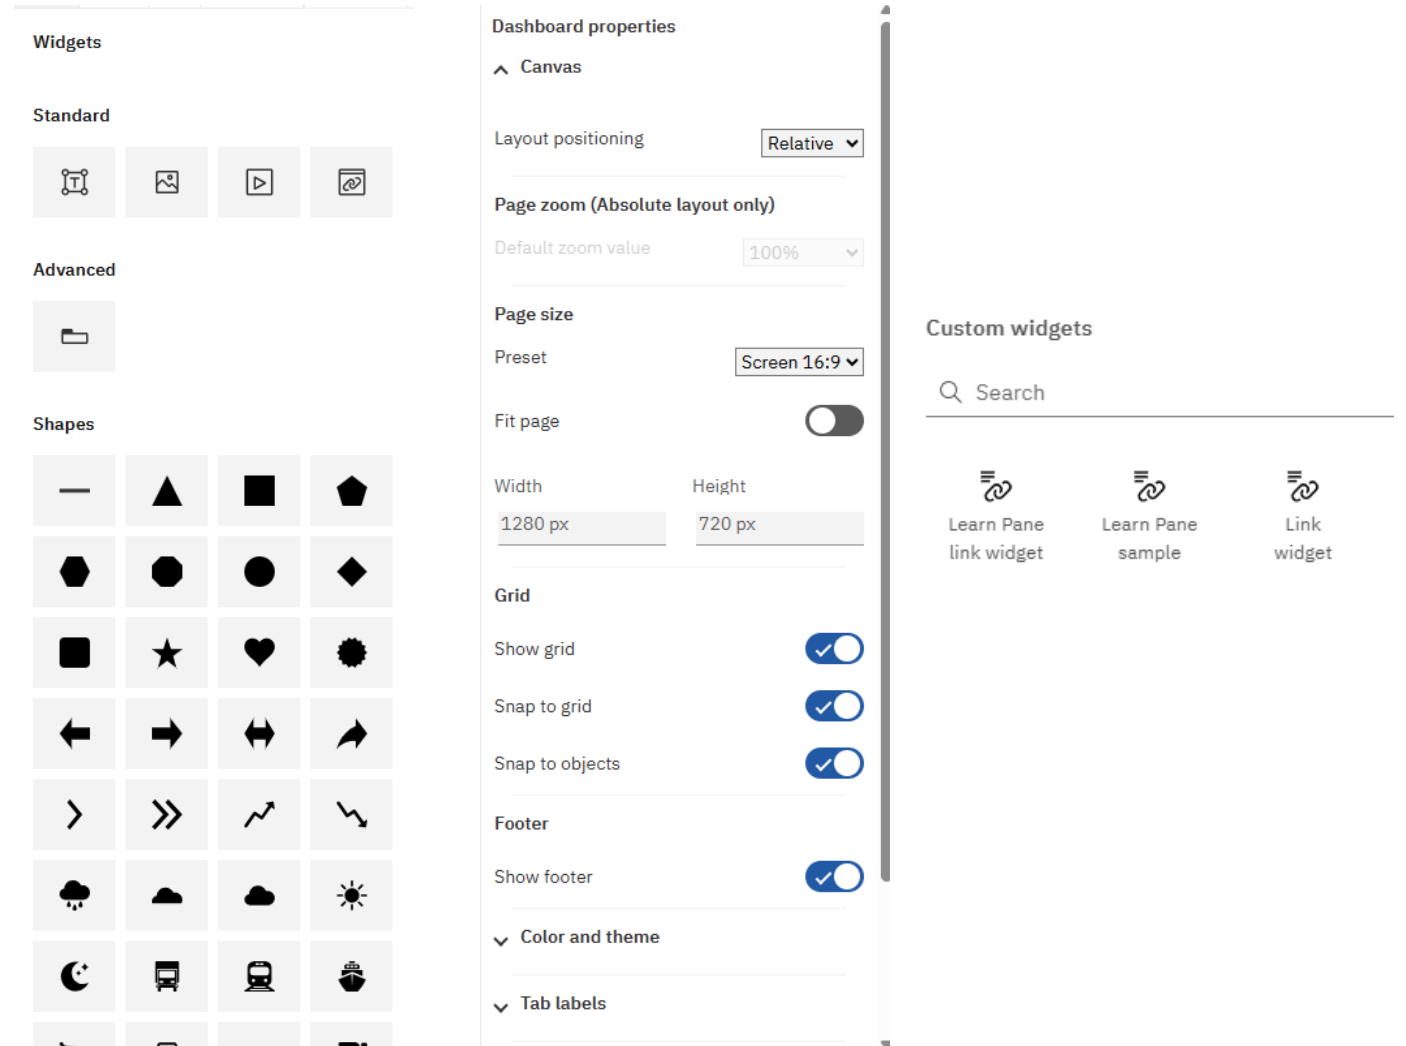 Widgets
Standard
Advanced
Shapes
Dashboard properties
Canvas
Layout positioning
Relative
Page zoom (Absolute layout only)
Default zoom value
100%
Page size
Preset
Screen 16:9
Fit page
Width
Height
1280 px
720 px
Grid
Show grid
Snap to grid
Snap to objects
Footer
Show footer
Color and theme
Tab labels
Custom widgets
Search
Learn Pane
link widget
Learn Pane
sample
Link
widget